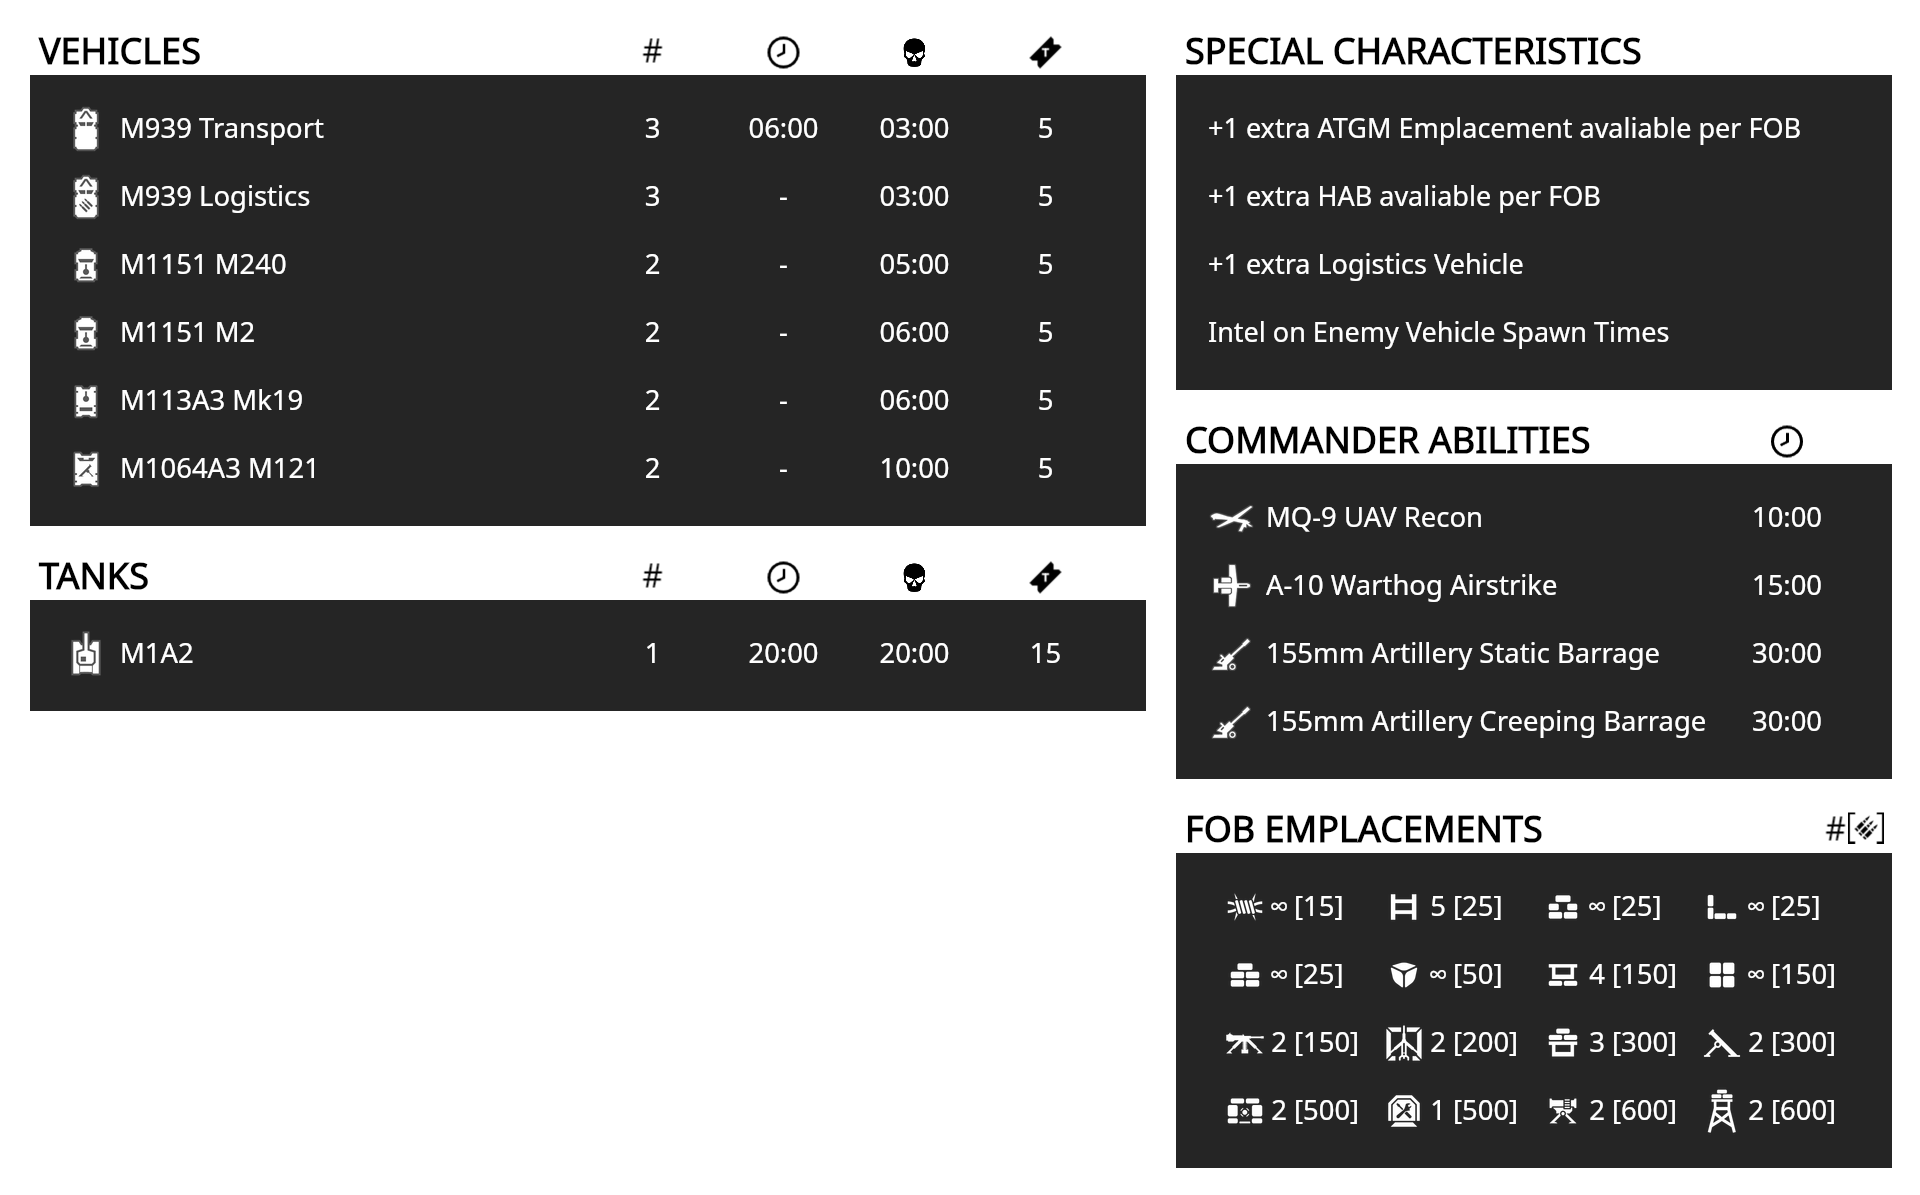 VEHICLES #
M939 Transport 3 06:00 03:00 5
M939 Logistics 3 - 03:00 5
M1151 M240 2 - 05:00 5
M1151 M2 2 - 06:00 5
M113A3 Mk19 2 - 06:00 5
M1064A3 M121 2 - 10:00 5
TANKS #
M1A2 1 20:00 20:00 15
SPECIAL CHARACTERISTICS
+1 extra ATGM Emplacement avaliable per FOB
+1 extra HAB avaliable per FOB
+1 extra Logistics Vehicle
Intel on Enemy Vehicle Spawn Times
COMMANDER ABILITIES
MQ-9 UAV Recon 10:00
A-10 Warthog Airstrike 15:00
155mm Artillery Static Barrage 30:00
155mm Artillery Creeping Barrage 30:00
FOB EMPLACEMENTS #[]
∞ [15] 5 [25] ∞ [25] ∞ [25]
∞ [25] ∞ [50] 4 [150] ∞ [150]
2 [150] 2 [200] 3 [300] 2 [300]
2 [500] 1 [500] 2 [600] 2 [600]